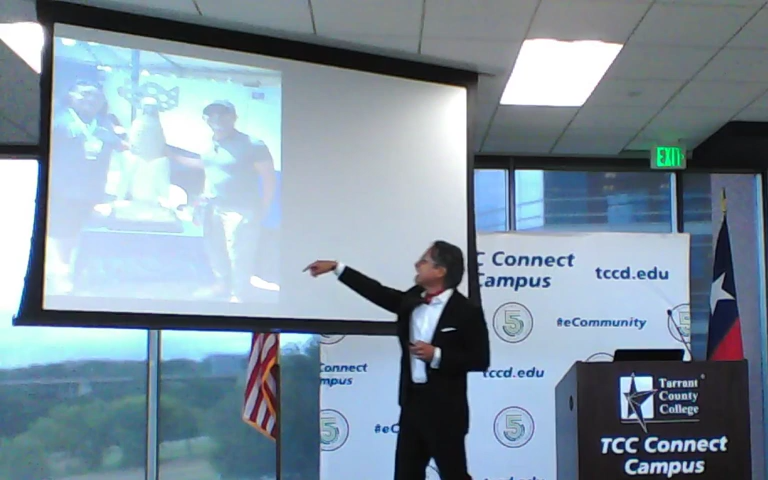 EXIT
C Connect
Campus
tccd.edu
5
#eCommunity
5
Connect
mpus
tccd.edu
5
#eC
5
Tarrant
County
College
TCC Connect
Campus